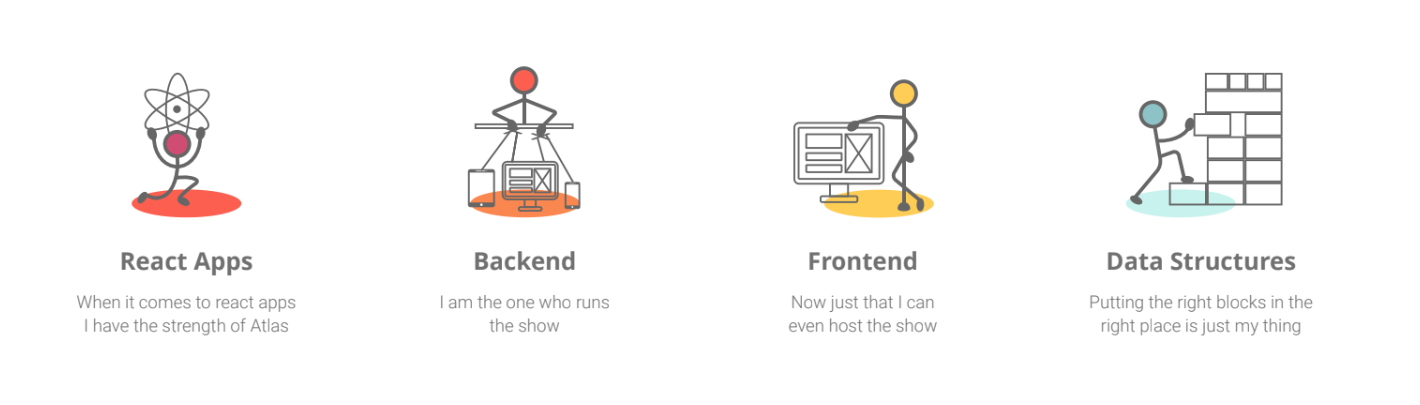 React Apps
When it comes to react apps
I have the strength of Atlas
Backend
I am the one who runs
the show
Frontend
Now just that I can
even host the show
Data Structures
Putting the right blocks in the
right place is just my thing